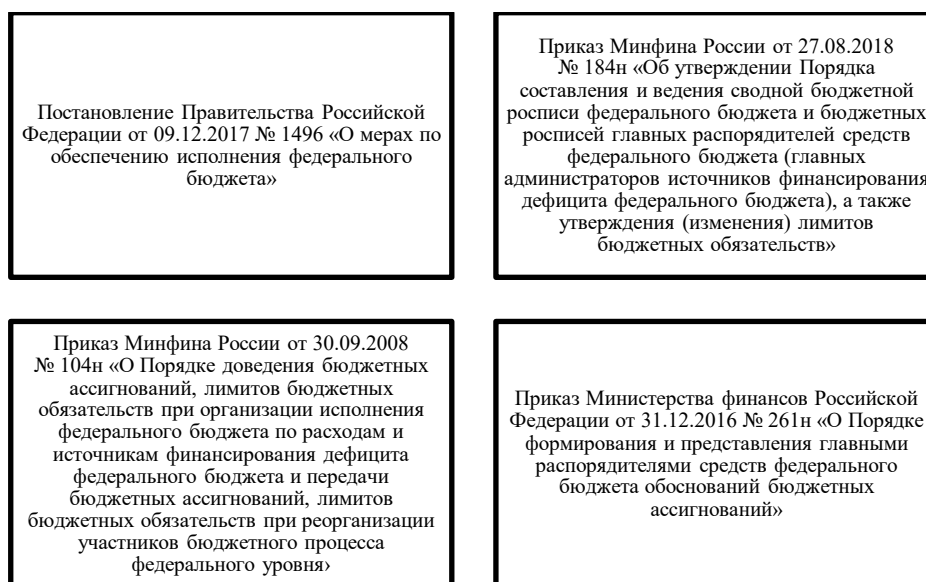 Постановление Правительства Российской
Федерации от 09.12.2017 № 1496 «О мерах по
обеспечению исполнения федерального
бюджета»
Приказ Минфина России от 27.08.2018
№ 184н «Об утверждении Порядка
составления и ведения сводной бюджетной
росписи федерального бюджета и бюджетных
росписей главных распорядителей средств
федерального бюджета (главных
администраторов источников финансирования
дефицита федерального бюджета), а также
утверждения (изменения) лимитов
бюджетных обязательств»
Приказ Минфина России от 30.09.2008
№ 104н «О Порядке доведения бюджетных
ассигнований, лимитов бюджетных
обязательств при организации исполнения
федерального бюджета по расходам и
источникам финансирования дефицита
федерального бюджета и передачи
бюджетных ассигнований, лимитов
бюджетных обязательств при реорганизации
участников бюджетного процесса
федерального уровня›
Приказ Министерства финансов Российской
Федерации от 31.12.2016 № 261н «О Порядке
формирования и представления главными
распорядителями средств федерального
бюджета обоснований бюджетных
ассигнований»